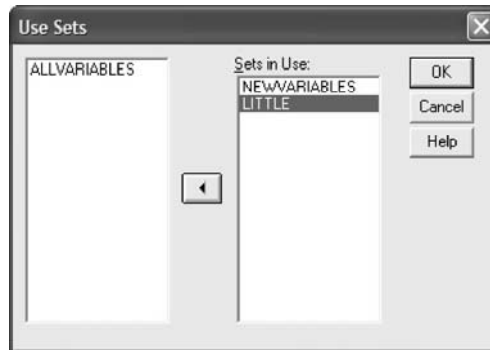 Use Sets
ALLVARIABLES
Sets in Use:
NEWVARIABLES
LITTLE
OK
Cancel
Help